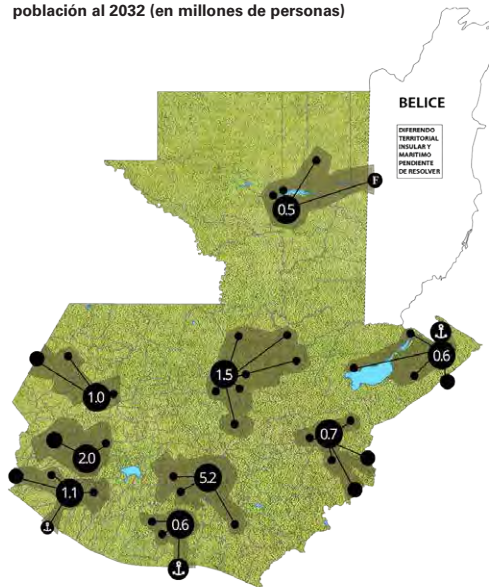 población al 2032 (en millones de personas)
BELICE
DIFERENDO
TERRITORIAL
INSULAR Y
MARITIMO
PENDIENTE
DE RESOLVER
F
0.5
0.6
1.5
1.0
0.7
2.0
5.2
1.1
0.6